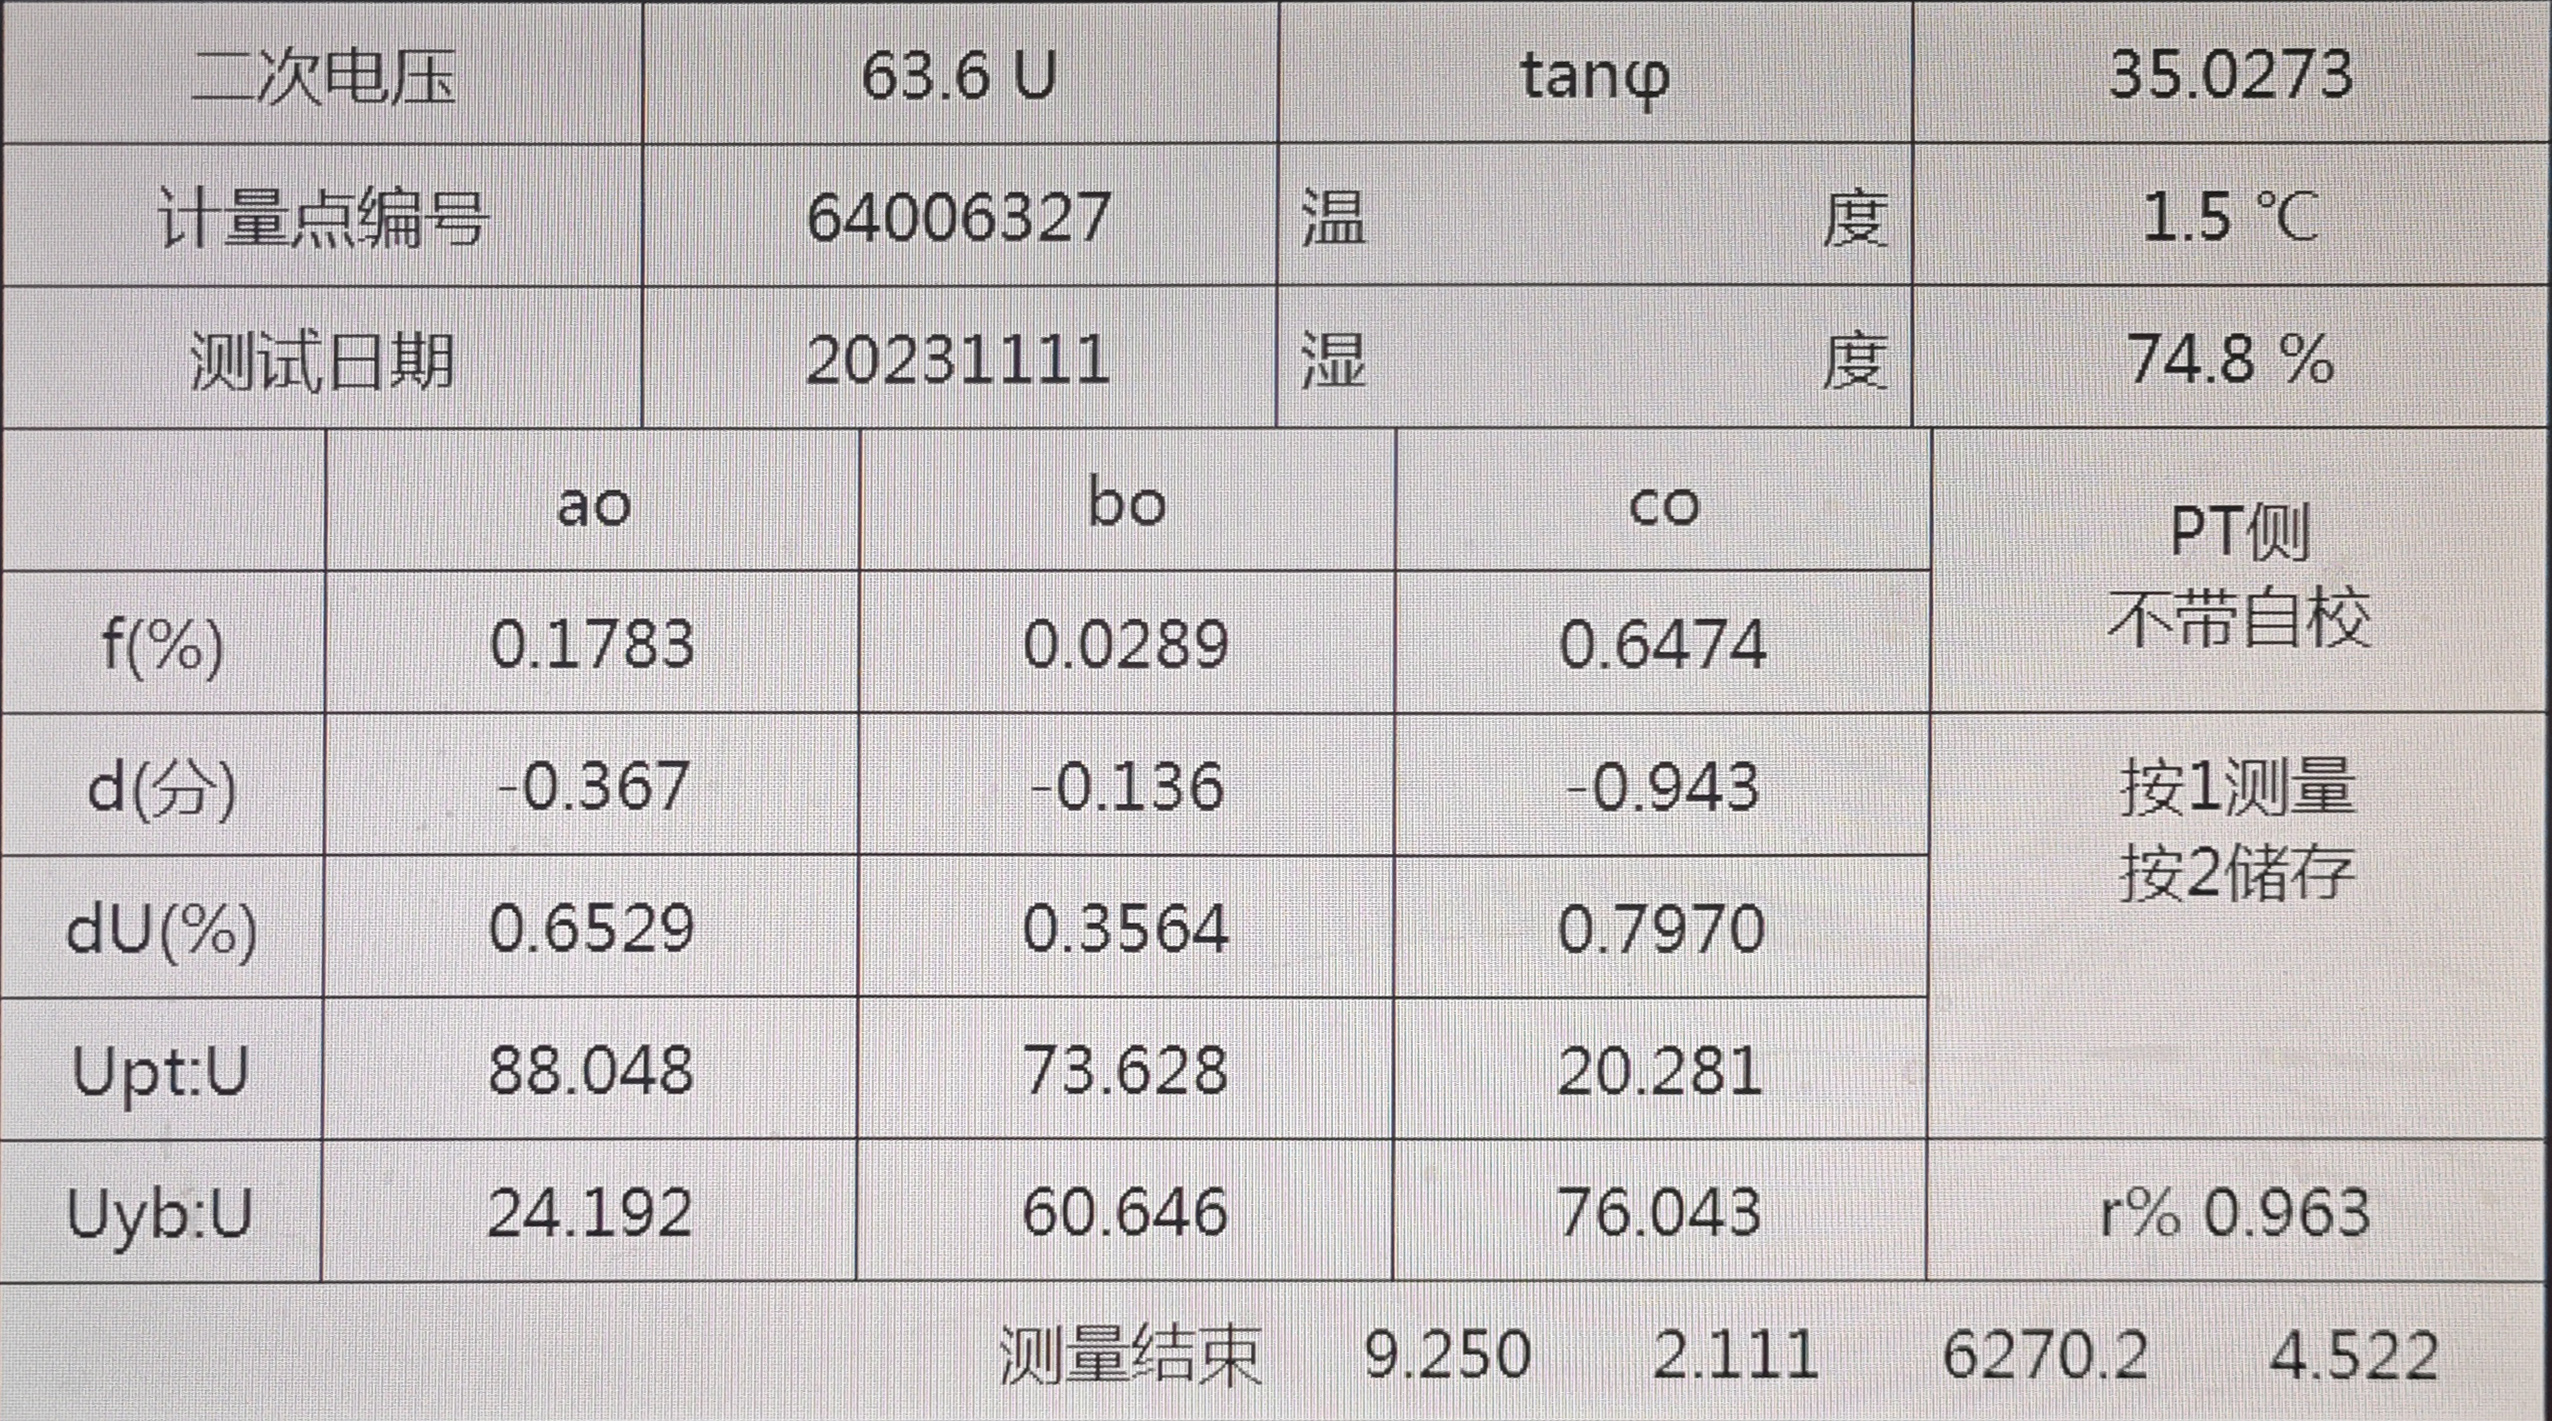 二次电压 63.6 U tanφ 35.0273
计量点编号 64006327 温度 1.5 ℃
测试日期 20231111 湿度 74.8 %
ao bo co PT侧
不带自校
f(%) 0.1783 0.0289 0.6474
d(分) -0.367 -0.136 -0.943 按1测量
按2储存
dU(%) 0.6529 0.3564 0.7970
Upt:U 88.048 73.628 20.281
Uyb:U 24.192 60.646 76.043 r% 0.963
测量结束 9.250 2.111 6270.2 4.522